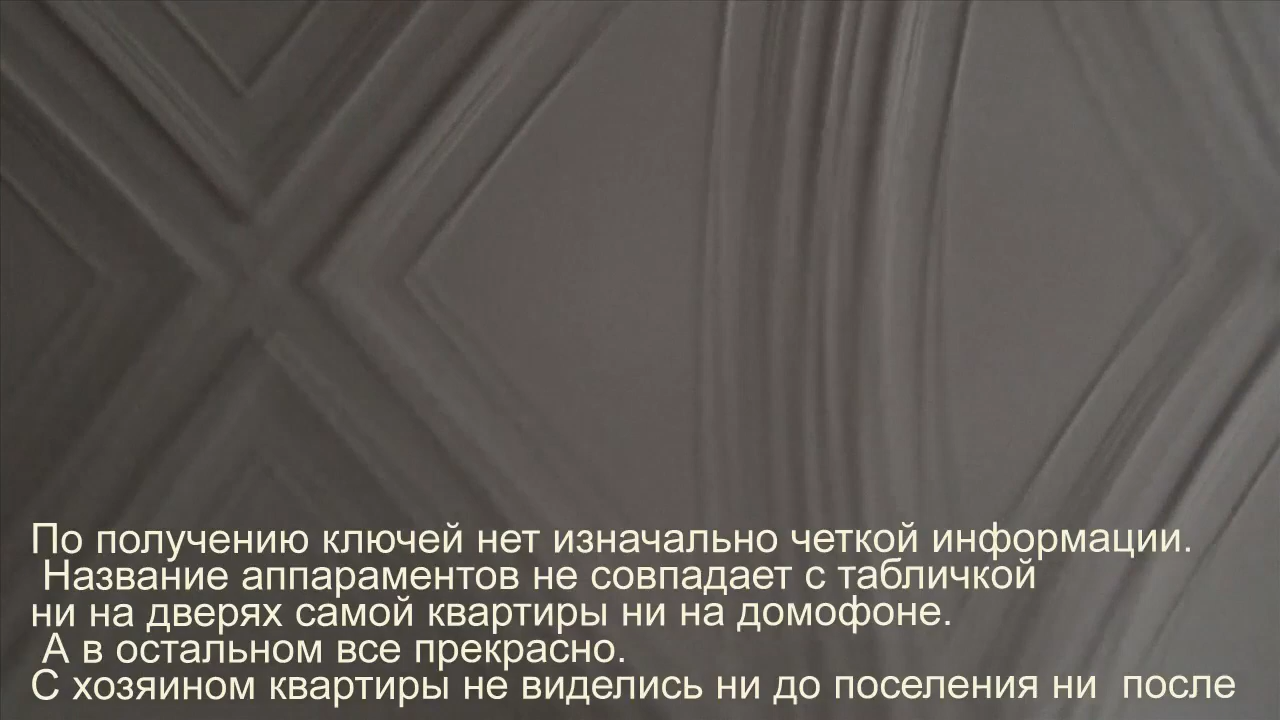 По получению ключей нет изначально четкой информации.
Название аппараментов не совпадает с табличкой
ни на дверях самой квартиры ни на домофоне.
А в остальном все прекрасно.
С хозяином квартиры не виделись ни до поселения ни  после